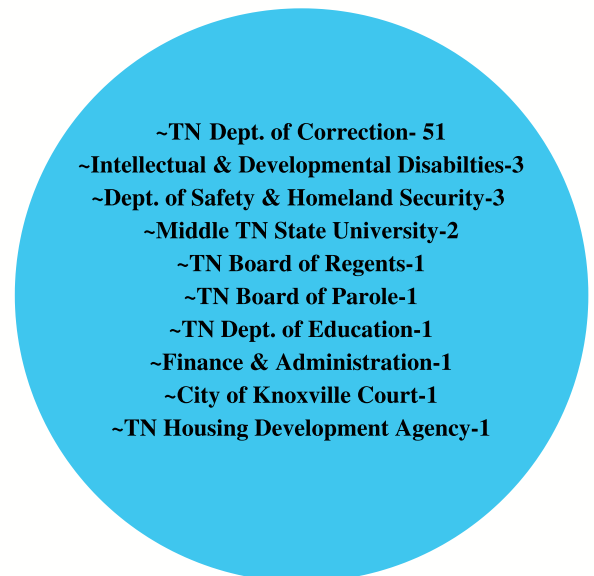 ~TN Dept. of Correction- 51
~Intellectual & Developmental Disabilties-3
~Dept. of Safety & Homeland Security-3
~Middle TN State University-2
~TN Board of Regents-1
~TN Board of Parole-1
~TN Dept. of Education-1
~Finance & Administration-1
~City of Knoxville Court-1
~TN Housing Development Agency-1